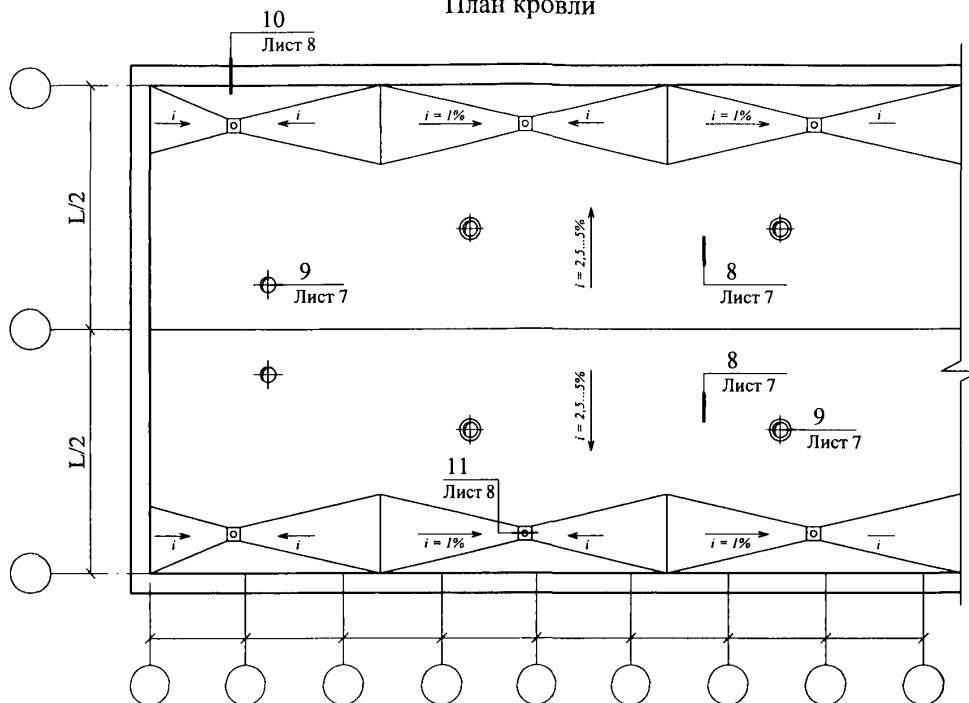 План кровли
10
Лист 8
i
i
i = 1%
i
i = 1%
i
L/2
i = 2,5...5%
9
Лист 7
8
Лист 7
8
Лист 7
L/2
i = 2,5...5%
9
Лист 7
11
Лист 8
i
i
i = 1%
i
i = 1%
i